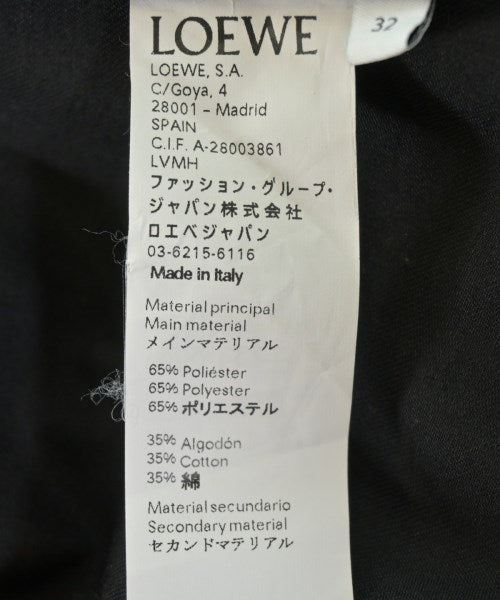 LOEWE
32
LOEWE, S.A.
C/Goya, 4
28001 – Madrid
SPAIN
C.I.F. A-28003861
LVMH
ファッション・グループ・
ジャパン株式会社
ロエベジャパン
03-6215-6116
Made in Italy
Material principal
Main material
メインマテリアル
65% Poliéster
65% Polyester
65% ポリエステル
35% Algodón
35% Cotton
35% 綿
Material secundario
Secondary material
セカンドマテリアル